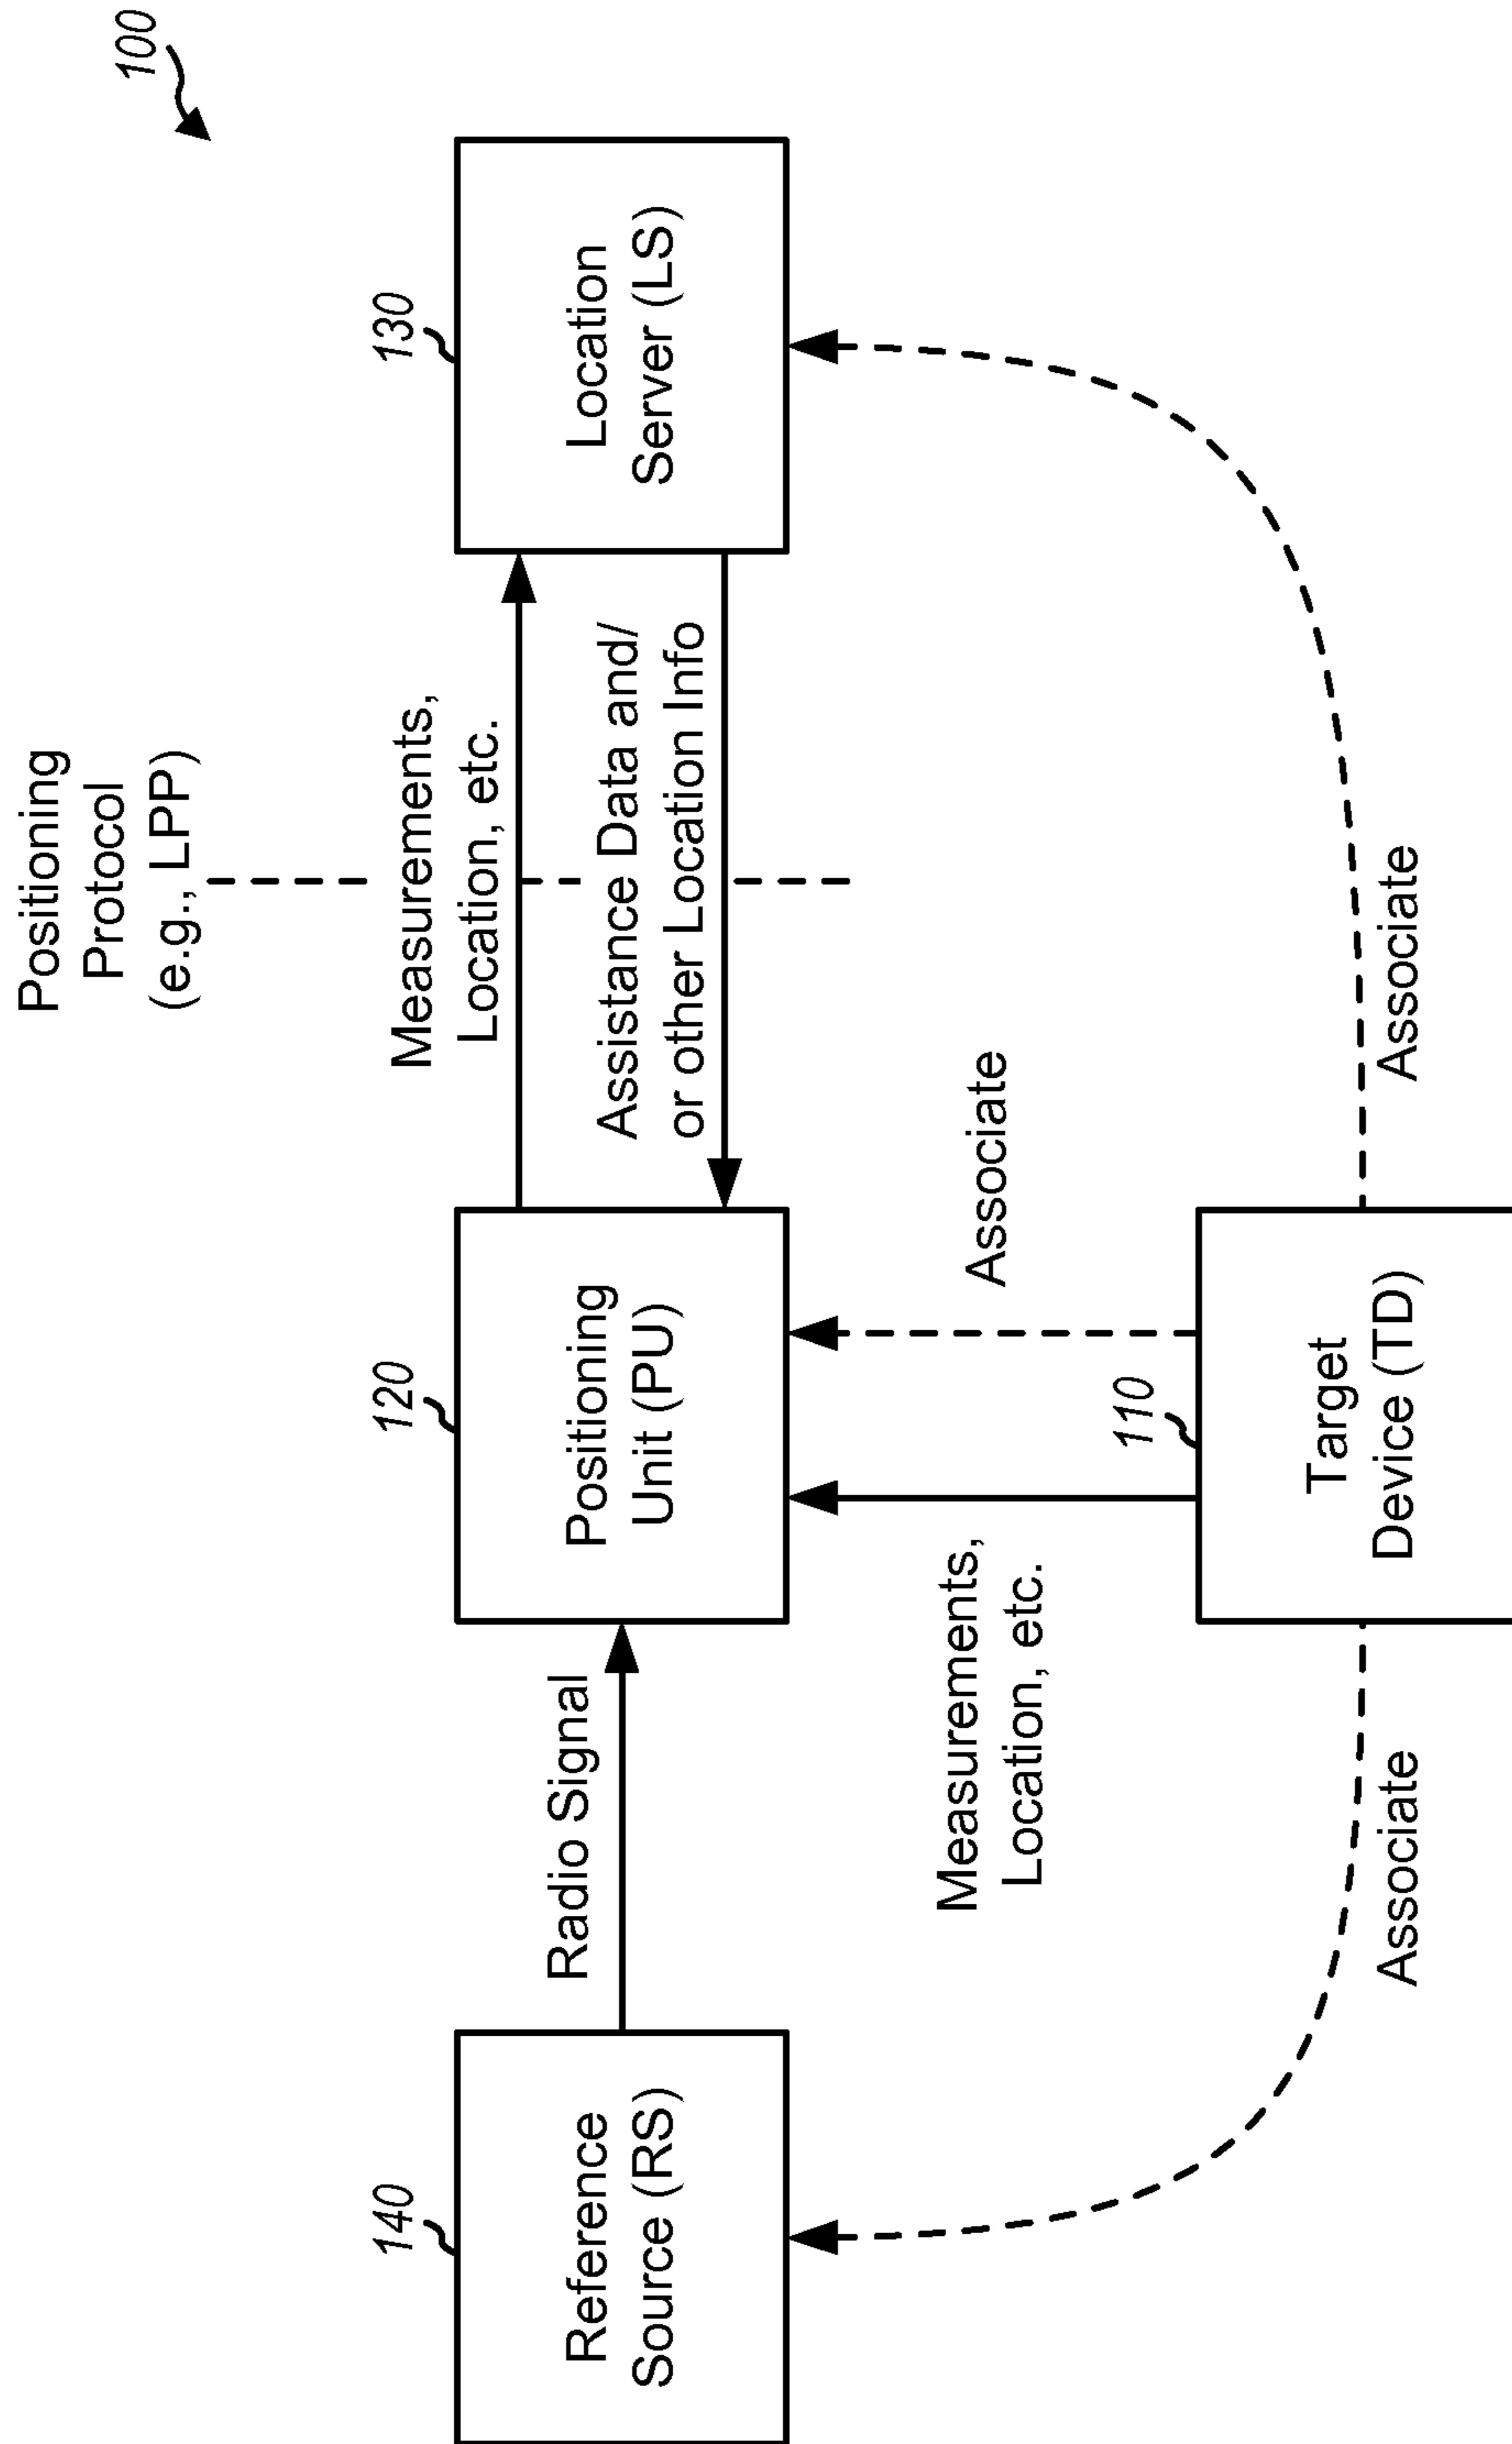 100
Positioning
Protocol
(e.g., LPP)
140
120
130
Reference
Source (RS)
Radio Signal
Positioning
Unit (PU)
Measurements,
Location, etc.
Assistance Data and/
or other Location Info
Location
Server (LS)
Measurements,
Location, etc.
Associate
110
Target
Device (TD)
Associate
Associate